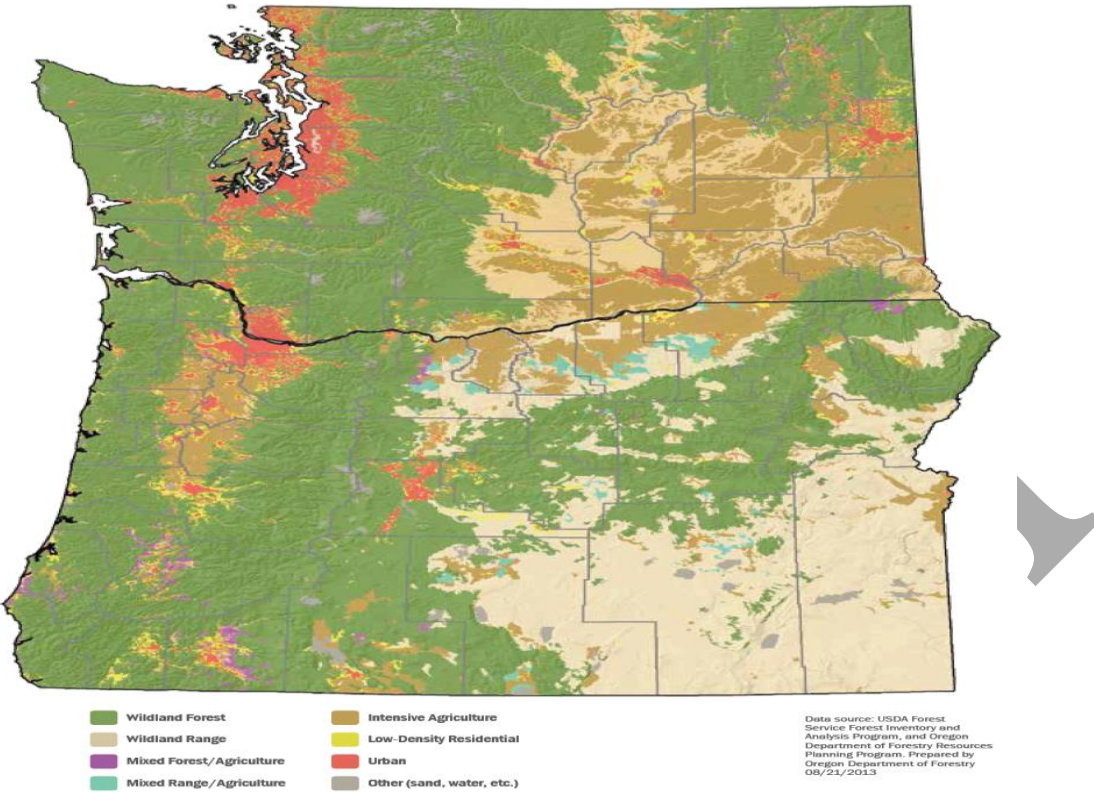 Wildland Forest
Wildland Range
Mixed Forest/Agriculture
Mixed Range/Agriculture
Intensive Agriculture
Low-Density Residential
Urban
Other (sand, water, etc.)
Data source: USDA Forest
Service Forest Inventory and
Analysis Program, and Oregon
Department of Forestry Resources
Planning Program. Prepared by
Oregon Department of Forestry
08/21/2013